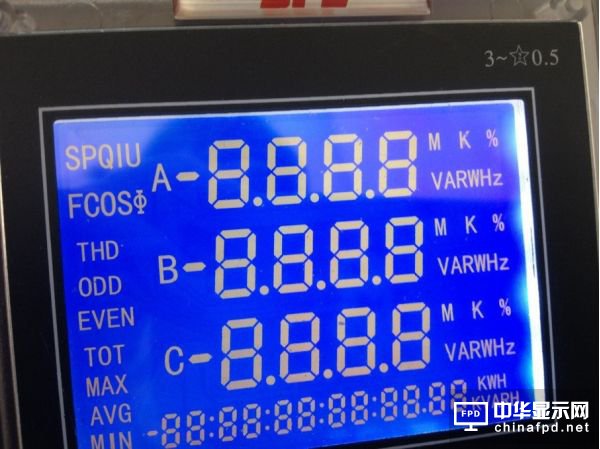 3~☆0.5
SPQIU
FCOSΦ
A-8.8.8.8 M K %
VARWHz
THD
B-8.8.8.8 M K %
ODD
VARWHz
EVEN
C-8.8.8.8 M K %
TOT
VARWHz
MAX
AVG
-88:88:88:88:88.88 KWH
KVARH
MIN
FPD 中华显示网
chinafpd.net